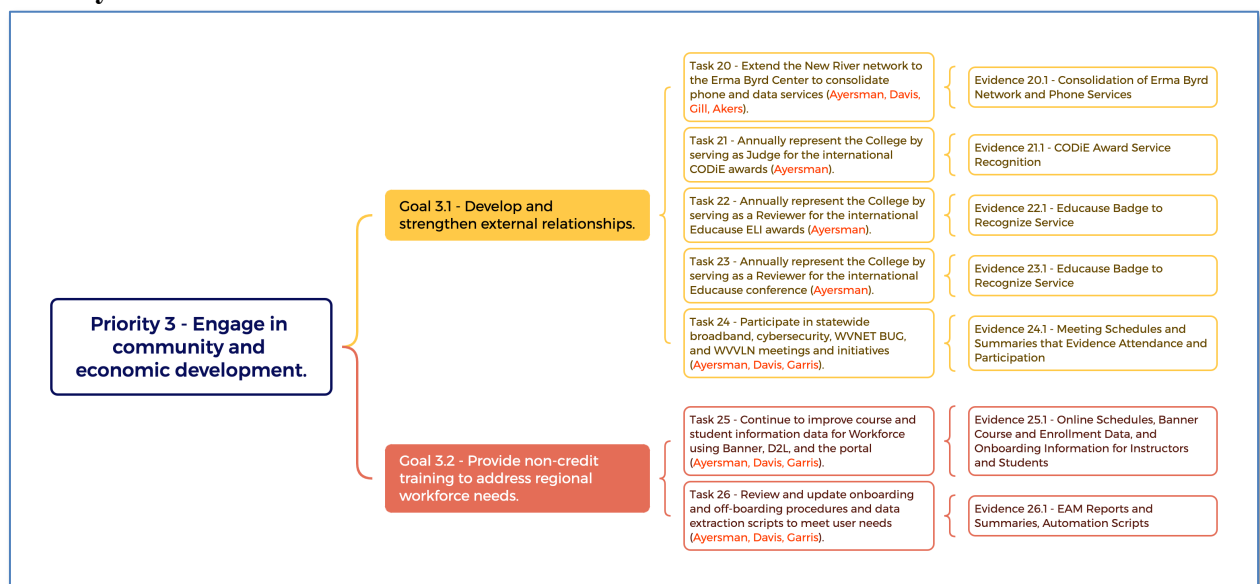 Priority 3 - Engage in
community and
economic development.
Goal 3.1 - Develop and
strengthen external relationships.
Task 20 - Extend the New River network to
the Erma Byrd Center to consolidate
phone and data services (Ayersman, Davis,
Gill, Akers).
Evidence 20.1 - Consolidation of Erma Byrd
Network and Phone Services
Task 21 - Annually represent the College by
serving as Judge for the international
CODiE awards (Ayersman).
Evidence 21.1 - CODiE Award Service
Recognition
Task 22 - Annually represent the College by
serving as a Reviewer for the international
Educause ELI awards (Ayersman).
Evidence 22.1 - Educause Badge to
Recognize Service
Task 23 - Annually represent the College by
serving as a Reviewer for the international
Educause conference (Ayersman).
Evidence 23.1 - Educause Badge to
Recognize Service
Task 24 - Participate in statewide
broadband, cybersecurity, WVNET BUG,
and WVVLN meetings and initiatives
(Ayersman, Davis, Garris).
Evidence 24.1 - Meeting Schedules and
Summaries that Evidence Attendance and
Participation
Goal 3.2 - Provide non-credit
training to address regional
workforce needs.
Task 25 - Continue to improve course and
student information data for Workforce
using Banner, D2L, and the portal
(Ayersman, Davis, Garris).
Evidence 25.1 - Online Schedules, Banner
Course and Enrollment Data, and
Onboarding Information for Instructors
and Students
Task 26 - Review and update onboarding
and off-boarding procedures and data
extraction scripts to meet user needs
(Ayersman, Davis, Garris).
Evidence 26.1 - EAM Reports and
Summaries, Automation Scripts